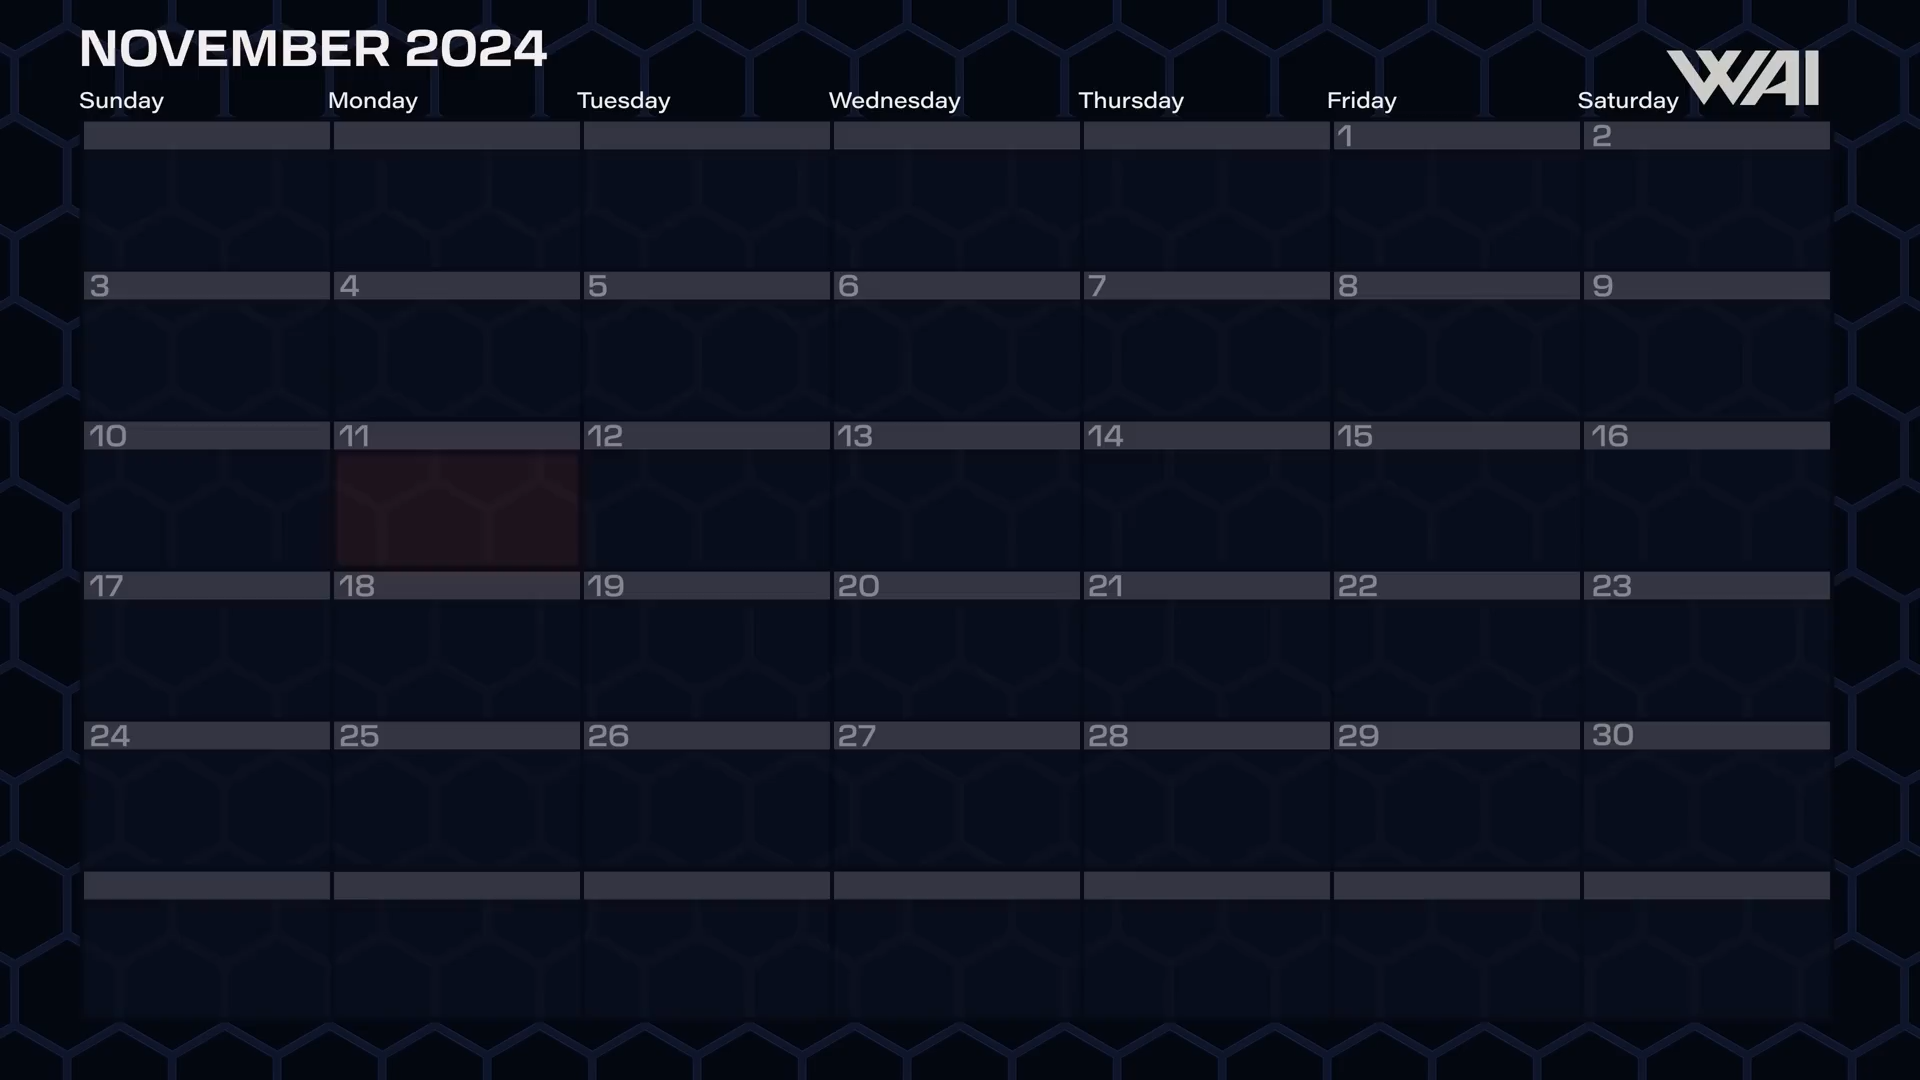 NOVEMBER 2024
WAI
Sunday Monday Tuesday Wednesday Thursday Friday Saturday
1 2
3 4 5 6 7 8 9
10 11 12 13 14 15 16
17 18 19 20 21 22 23
24 25 26 27 28 29 30